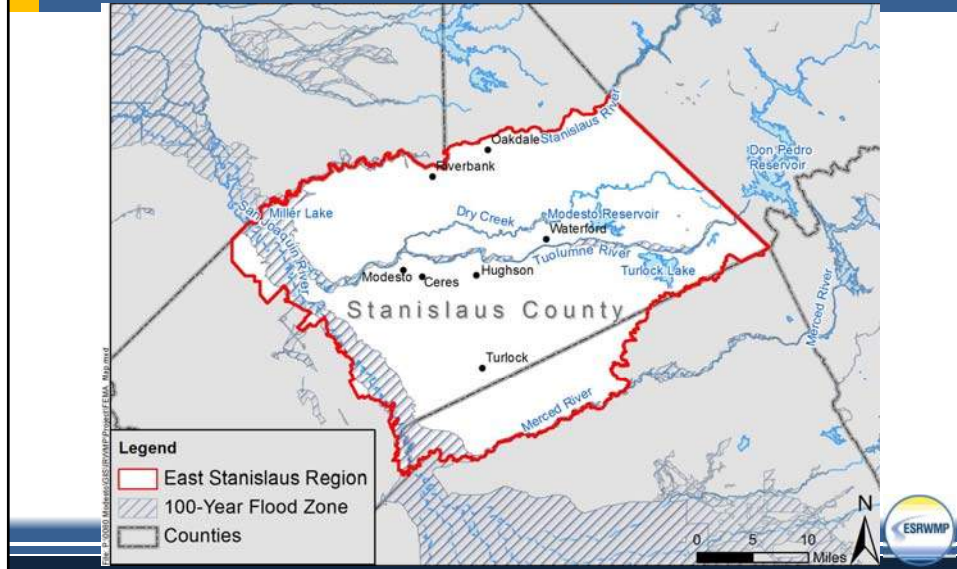 Oakdale
Stanislaus River
Riverbank
Don Pedro
Reservoir
Miller Lake
Dry Creek
Modesto Reservoir
Waterford
San Joaquin River
Tuolumne River
Modesto
Ceres
Hughson
Turlock Lake
Stanislaus County
Merced River
Turlock
Merced River
Legend
East Stanislaus Region
100-Year Flood Zone
Counties
N
0 5 10
Miles
ESRWMP